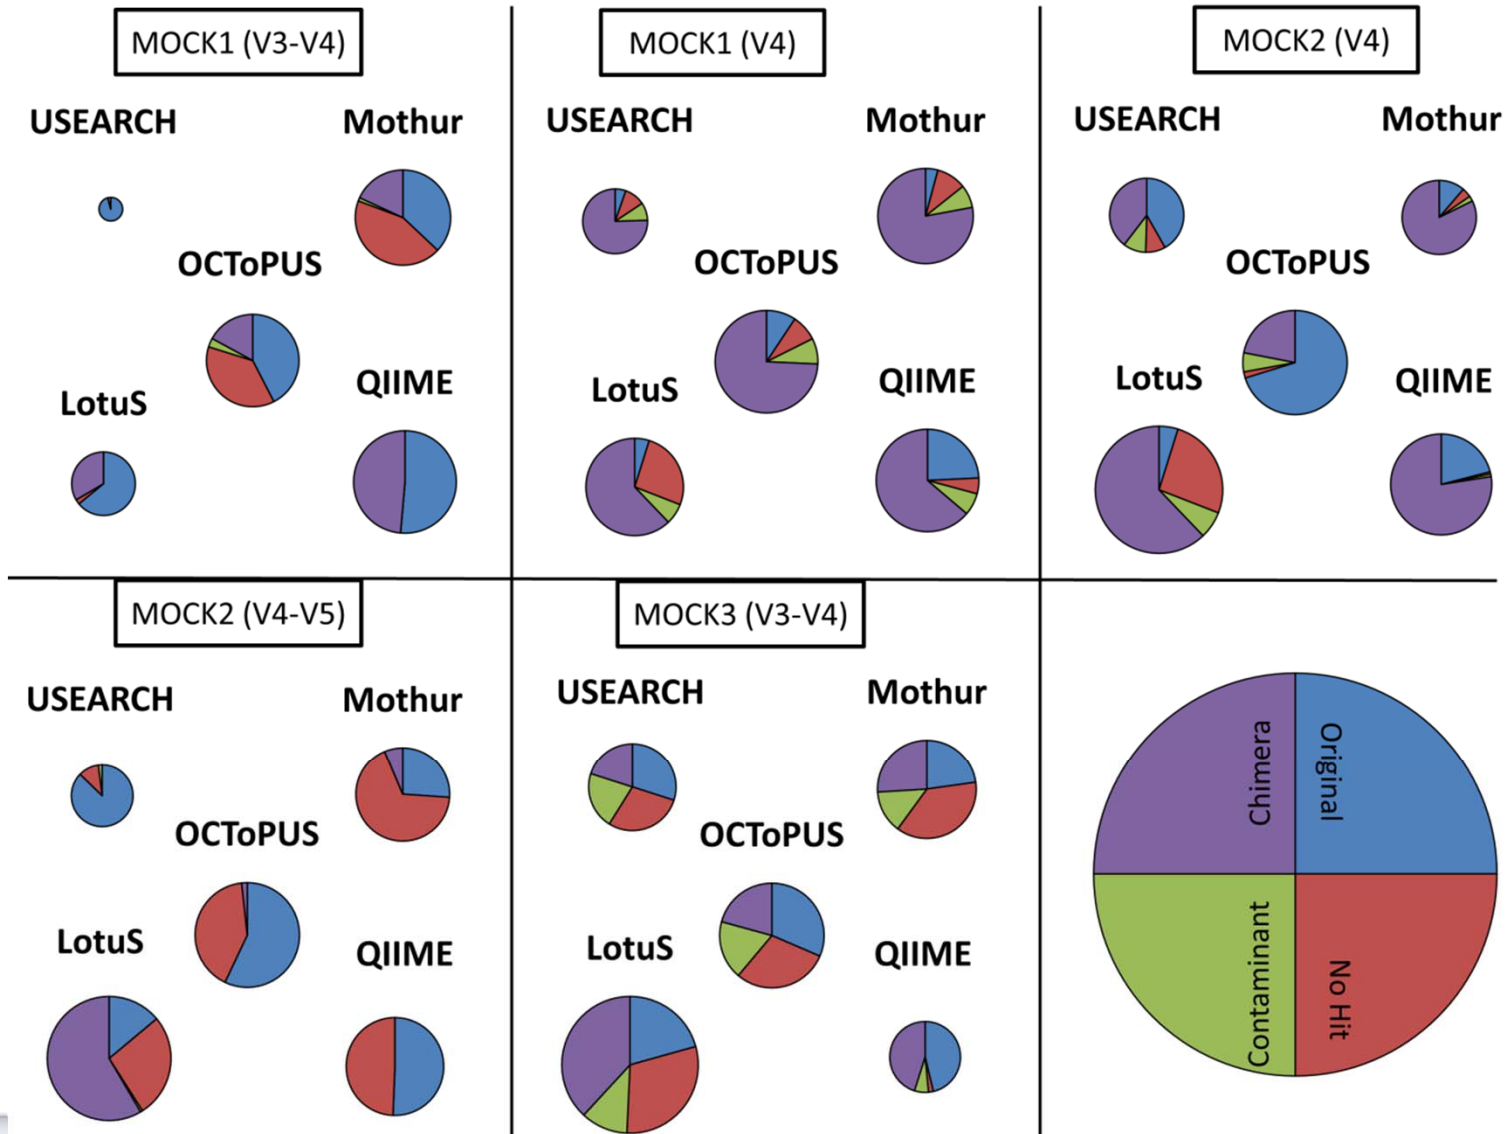 MOCK1 (V3-V4)
USEARCH
Mothur
OCToPUS
LotuS
QIIME
MOCK1 (V4)
USEARCH
Mothur
OCToPUS
LotuS
QIIME
MOCK2 (V4)
USEARCH
Mothur
OCToPUS
LotuS
QIIME
MOCK2 (V4-V5)
USEARCH
Mothur
OCToPUS
LotuS
QIIME
MOCK3 (V3-V4)
USEARCH
Mothur
OCToPUS
LotuS
QIIME
Chimera
Original
Contaminant
No Hit